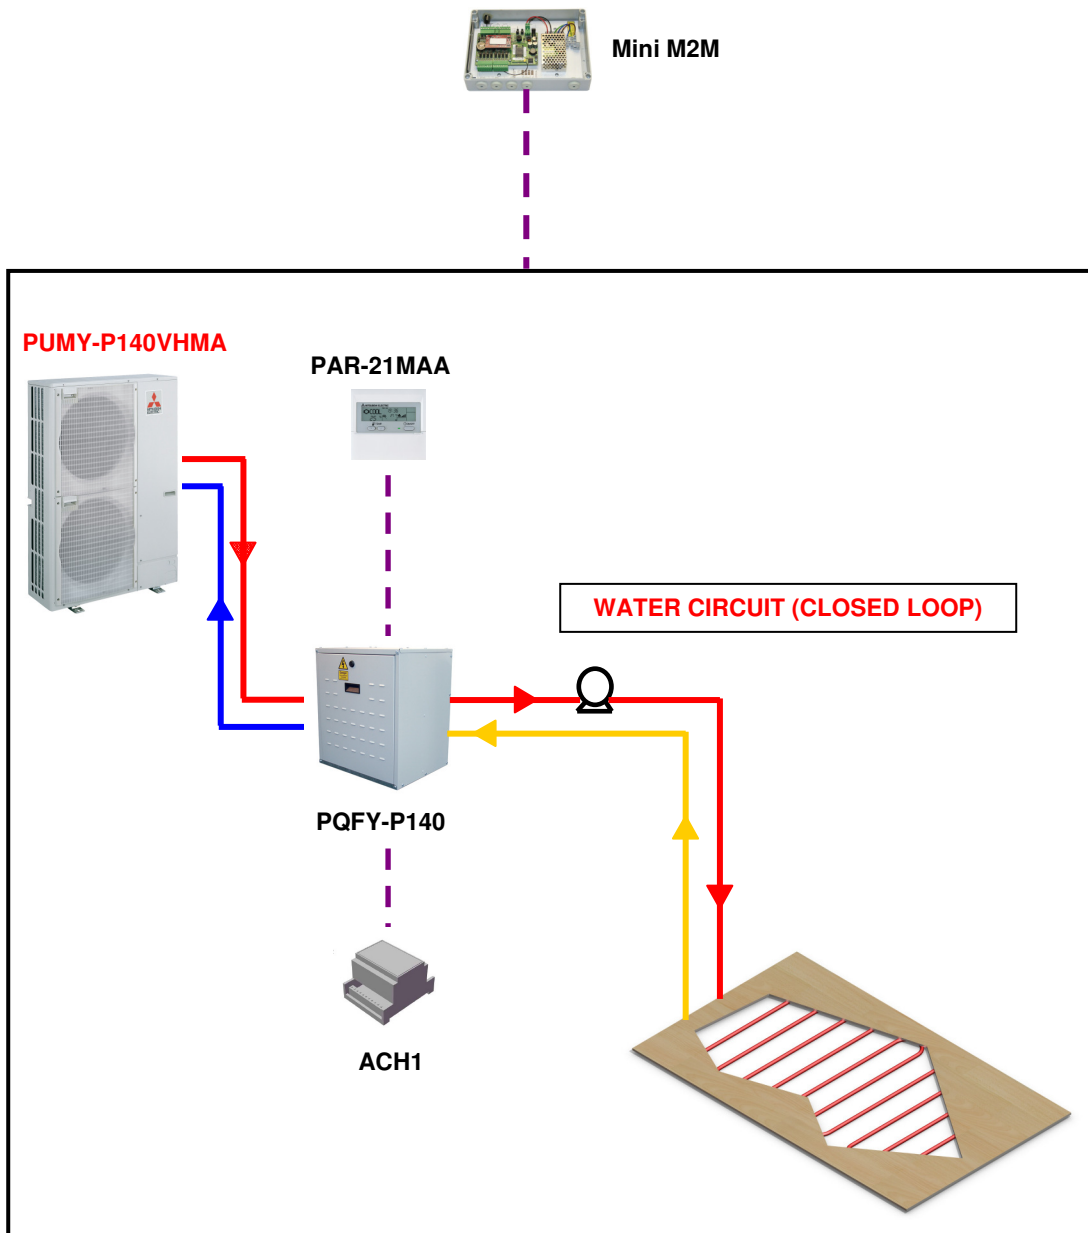 Mini M2M
PUMY-P140VHMA
PAR-21MAA
WATER CIRCUIT (CLOSED LOOP)
PQFY-P140
ACH1